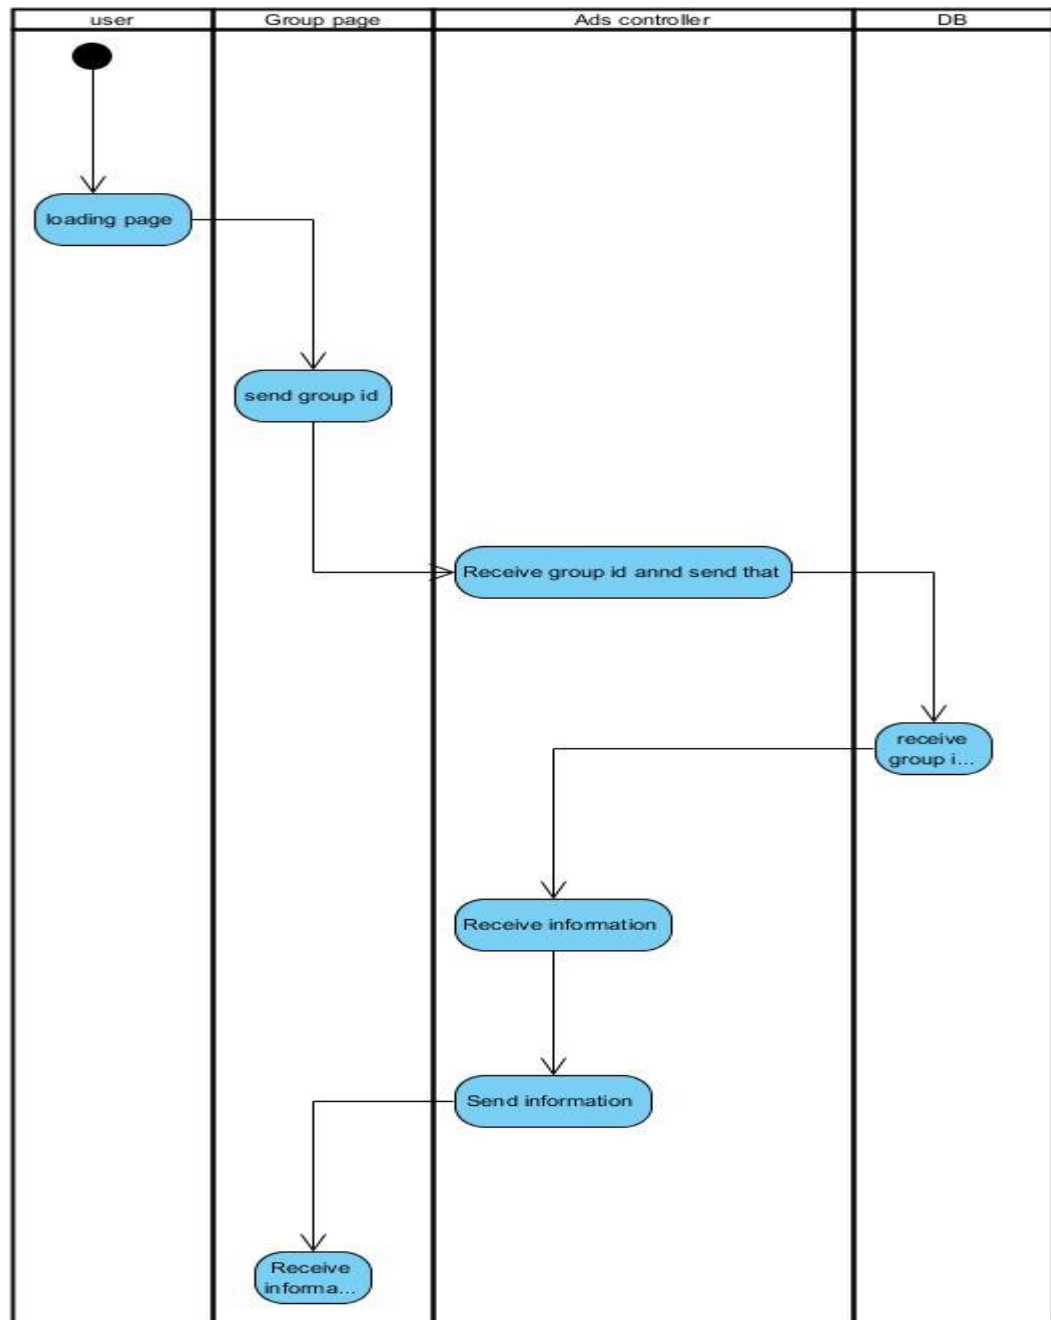 user
Group page
Ads controller
DB
loading page
send group id
Receive group id annd send that
receive
group i...
Receive information
Send information
Receive
informa...